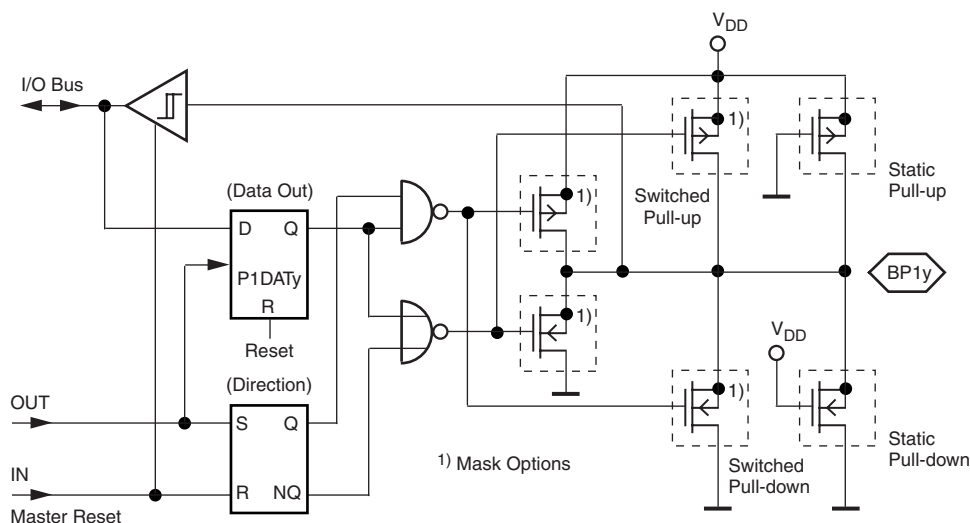 V_DD
I/O Bus
1)
(Data Out)
Static
Pull-up
Switched
Pull-up
1)
D Q
P1DATy
R
BP1y
1)
Reset
V_DD
(Direction)
OUT
S Q
1)
1) Mask Options
Static
Pull-down
Switched
Pull-down
IN
R NQ
Master Reset